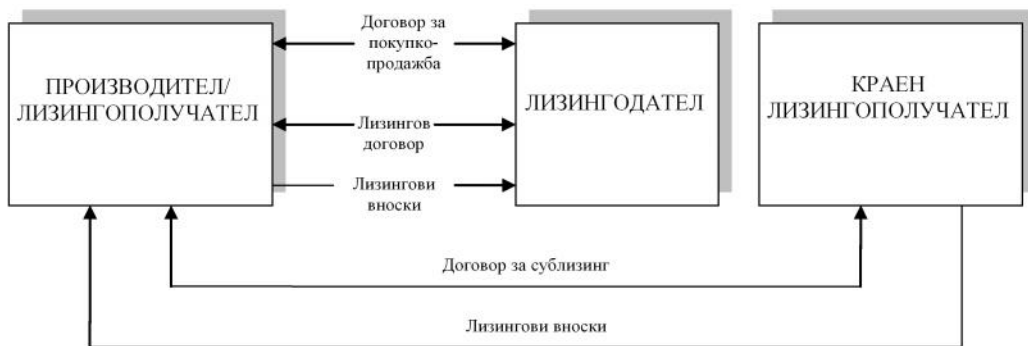 Договор за
покупко-
продажба
ПРОИЗВОДИТЕЛ/
ЛИЗИНГОПОЛУЧАТЕЛ
ЛИЗИНГОДАТЕЛ
КРАЕН
ЛИЗИНГОПОЛУЧАТЕЛ
Лизингов
договор
Лизингови
вноски
Договор за сублизинг
Лизингови вноски